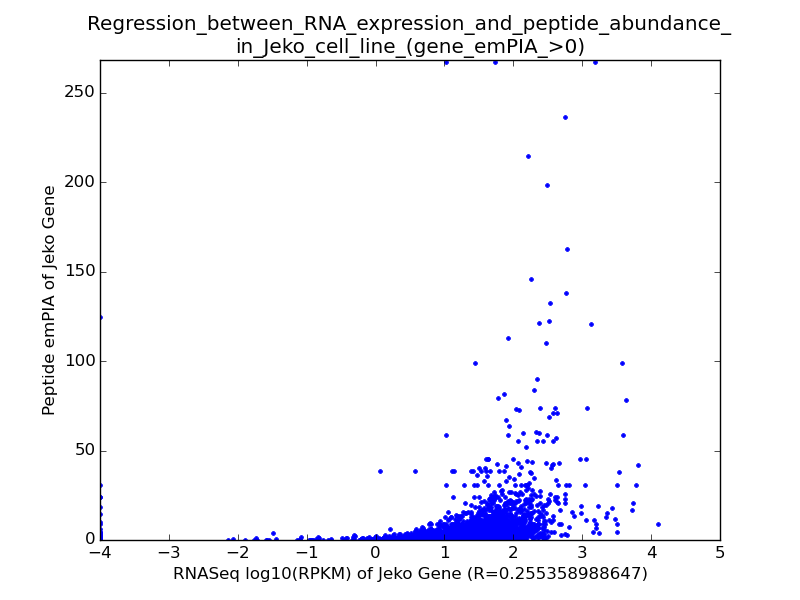 Regression_between_RNA_expression_and_peptide_abundance_
in_Jeko_cell_line_(gene_emPIA_>0)
250
200
150
100
50
0
Peptide emPIA of Jeko Gene
−4 −3 −2 −1 0 1 2 3 4 5
RNASeq log10(RPKM) of Jeko Gene (R=0.255358988647)